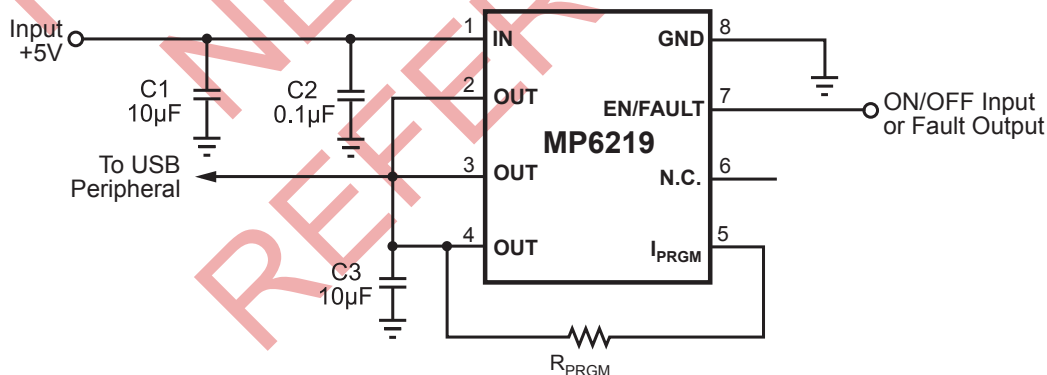 Input
+5V
1
IN
GND
8
C1
10µF
C2
0.1µF
2
OUT
EN/FAULT
7
ON/OFF Input
or Fault Output
MP6219
To USB
Peripheral
3
OUT
N.C.
6
4
OUT
IPRGM
5
C3
10µF
RPRGM
REFER